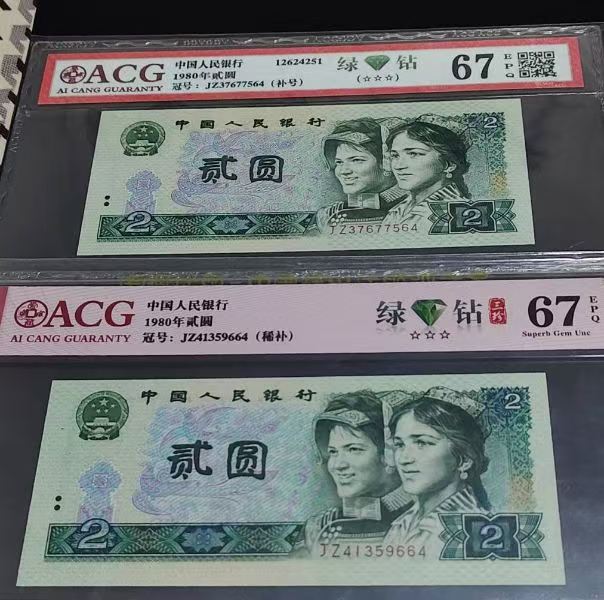 ACG
AI CANG GUARANTY
中国人民银行 12624251
1980年贰圆
冠号: JZ37677564 (补号)
绿 钻
(☆☆☆)
67
EPQ
中国人民银行
贰圆
2
2
2
JZ37677564
ACG
AI CANG GUARANTY
中国人民银行
1980年贰圆
冠号: JZ41359664 (稀补)
绿 钻
☆☆☆
三珍
67
EPQ
Superb Gem Unc
中国人民银行
贰圆
2
2
2
JZ41359664